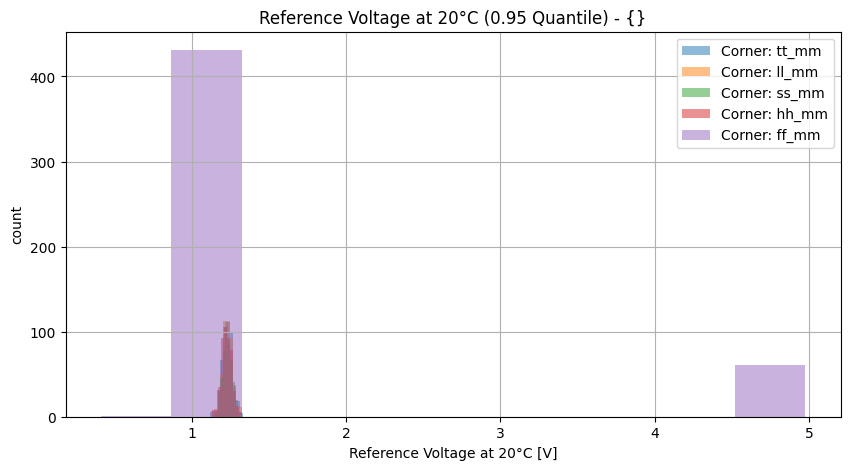 Reference Voltage at 20°C (0.95 Quantile) - {}
Corner: tt_mm
Corner: ll_mm
Corner: ss_mm
Corner: hh_mm
Corner: ff_mm
count
400
300
200
100
0
1
2
3
4
5
Reference Voltage at 20°C [V]